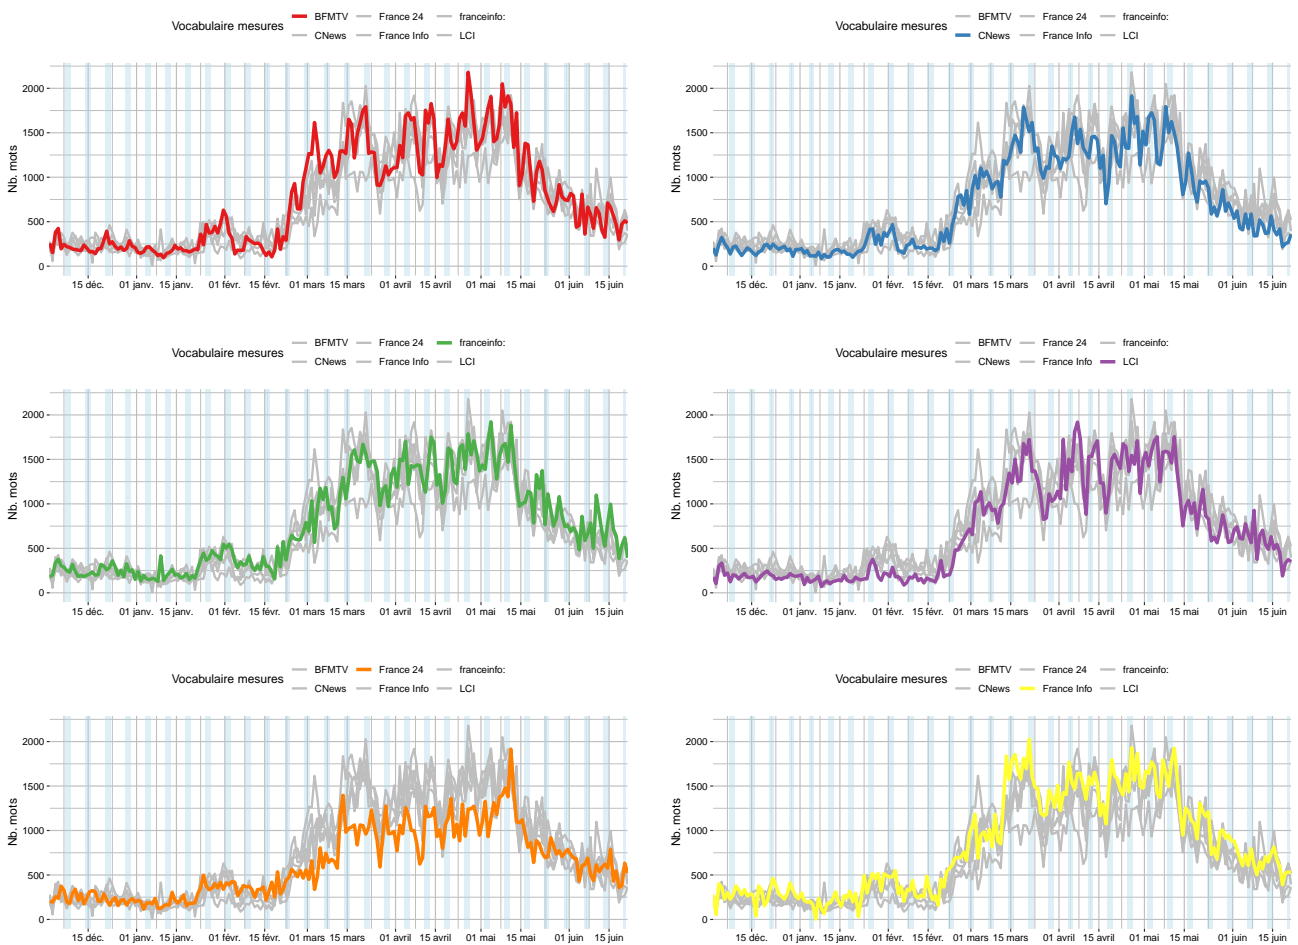 Vocabulaire mesures
BFMTV France 24 franceinfo:
CNews France Info LCI
Nb. mots
2000
1500
1000
500
0
15 déc. 01 janv. 15 janv. 01 févr. 15 févr. 01 mars 15 mars 01 avril 15 avril 01 mai 15 mai 01 juin 15 juin
Vocabulaire mesures
BFMTV France 24 franceinfo:
CNews France Info LCI
Nb. mots
2000
1500
1000
500
0
15 déc. 01 janv. 15 janv. 01 févr. 15 févr. 01 mars 15 mars 01 avril 15 avril 01 mai 15 mai 01 juin 15 juin
Vocabulaire mesures
BFMTV France 24 franceinfo:
CNews France Info LCI
Nb. mots
2000
1500
1000
500
0
15 déc. 01 janv. 15 janv. 01 févr. 15 févr. 01 mars 15 mars 01 avril 15 avril 01 mai 15 mai 01 juin 15 juin
Vocabulaire mesures
BFMTV France 24 franceinfo:
CNews France Info LCI
Nb. mots
2000
1500
1000
500
0
15 déc. 01 janv. 15 janv. 01 févr. 15 févr. 01 mars 15 mars 01 avril 15 avril 01 mai 15 mai 01 juin 15 juin
Vocabulaire mesures
BFMTV France 24 franceinfo:
CNews France Info LCI
Nb. mots
2000
1500
1000
500
0
15 déc. 01 janv. 15 janv. 01 févr. 15 févr. 01 mars 15 mars 01 avril 15 avril 01 mai 15 mai 01 juin 15 juin
Vocabulaire mesures
BFMTV France 24 franceinfo:
CNews France Info LCI
Nb. mots
2000
1500
1000
500
0
15 déc. 01 janv. 15 janv. 01 févr. 15 févr. 01 mars 15 mars 01 avril 15 avril 01 mai 15 mai 01 juin 15 juin